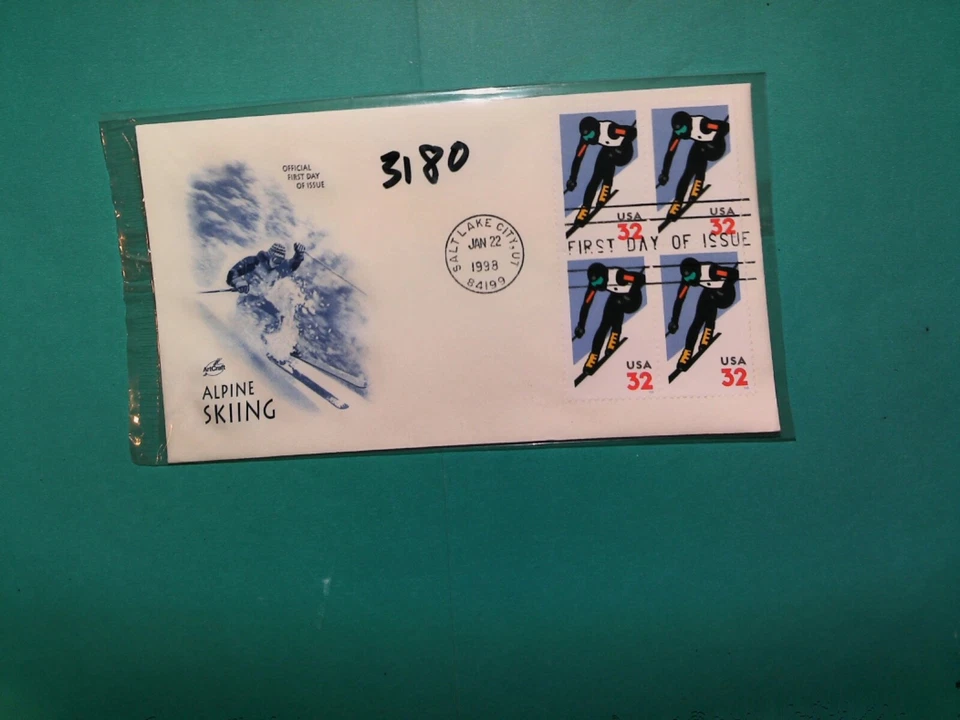 OFFICIAL
FIRST DAY
OF ISSUE
3180
SALT LAKE CITY, UT
JAN 22
1998
84199
USA
32
USA
32
FIRST DAY OF ISSUE
USA
32
USA
32
ArtCraft
ALPINE
SKIING